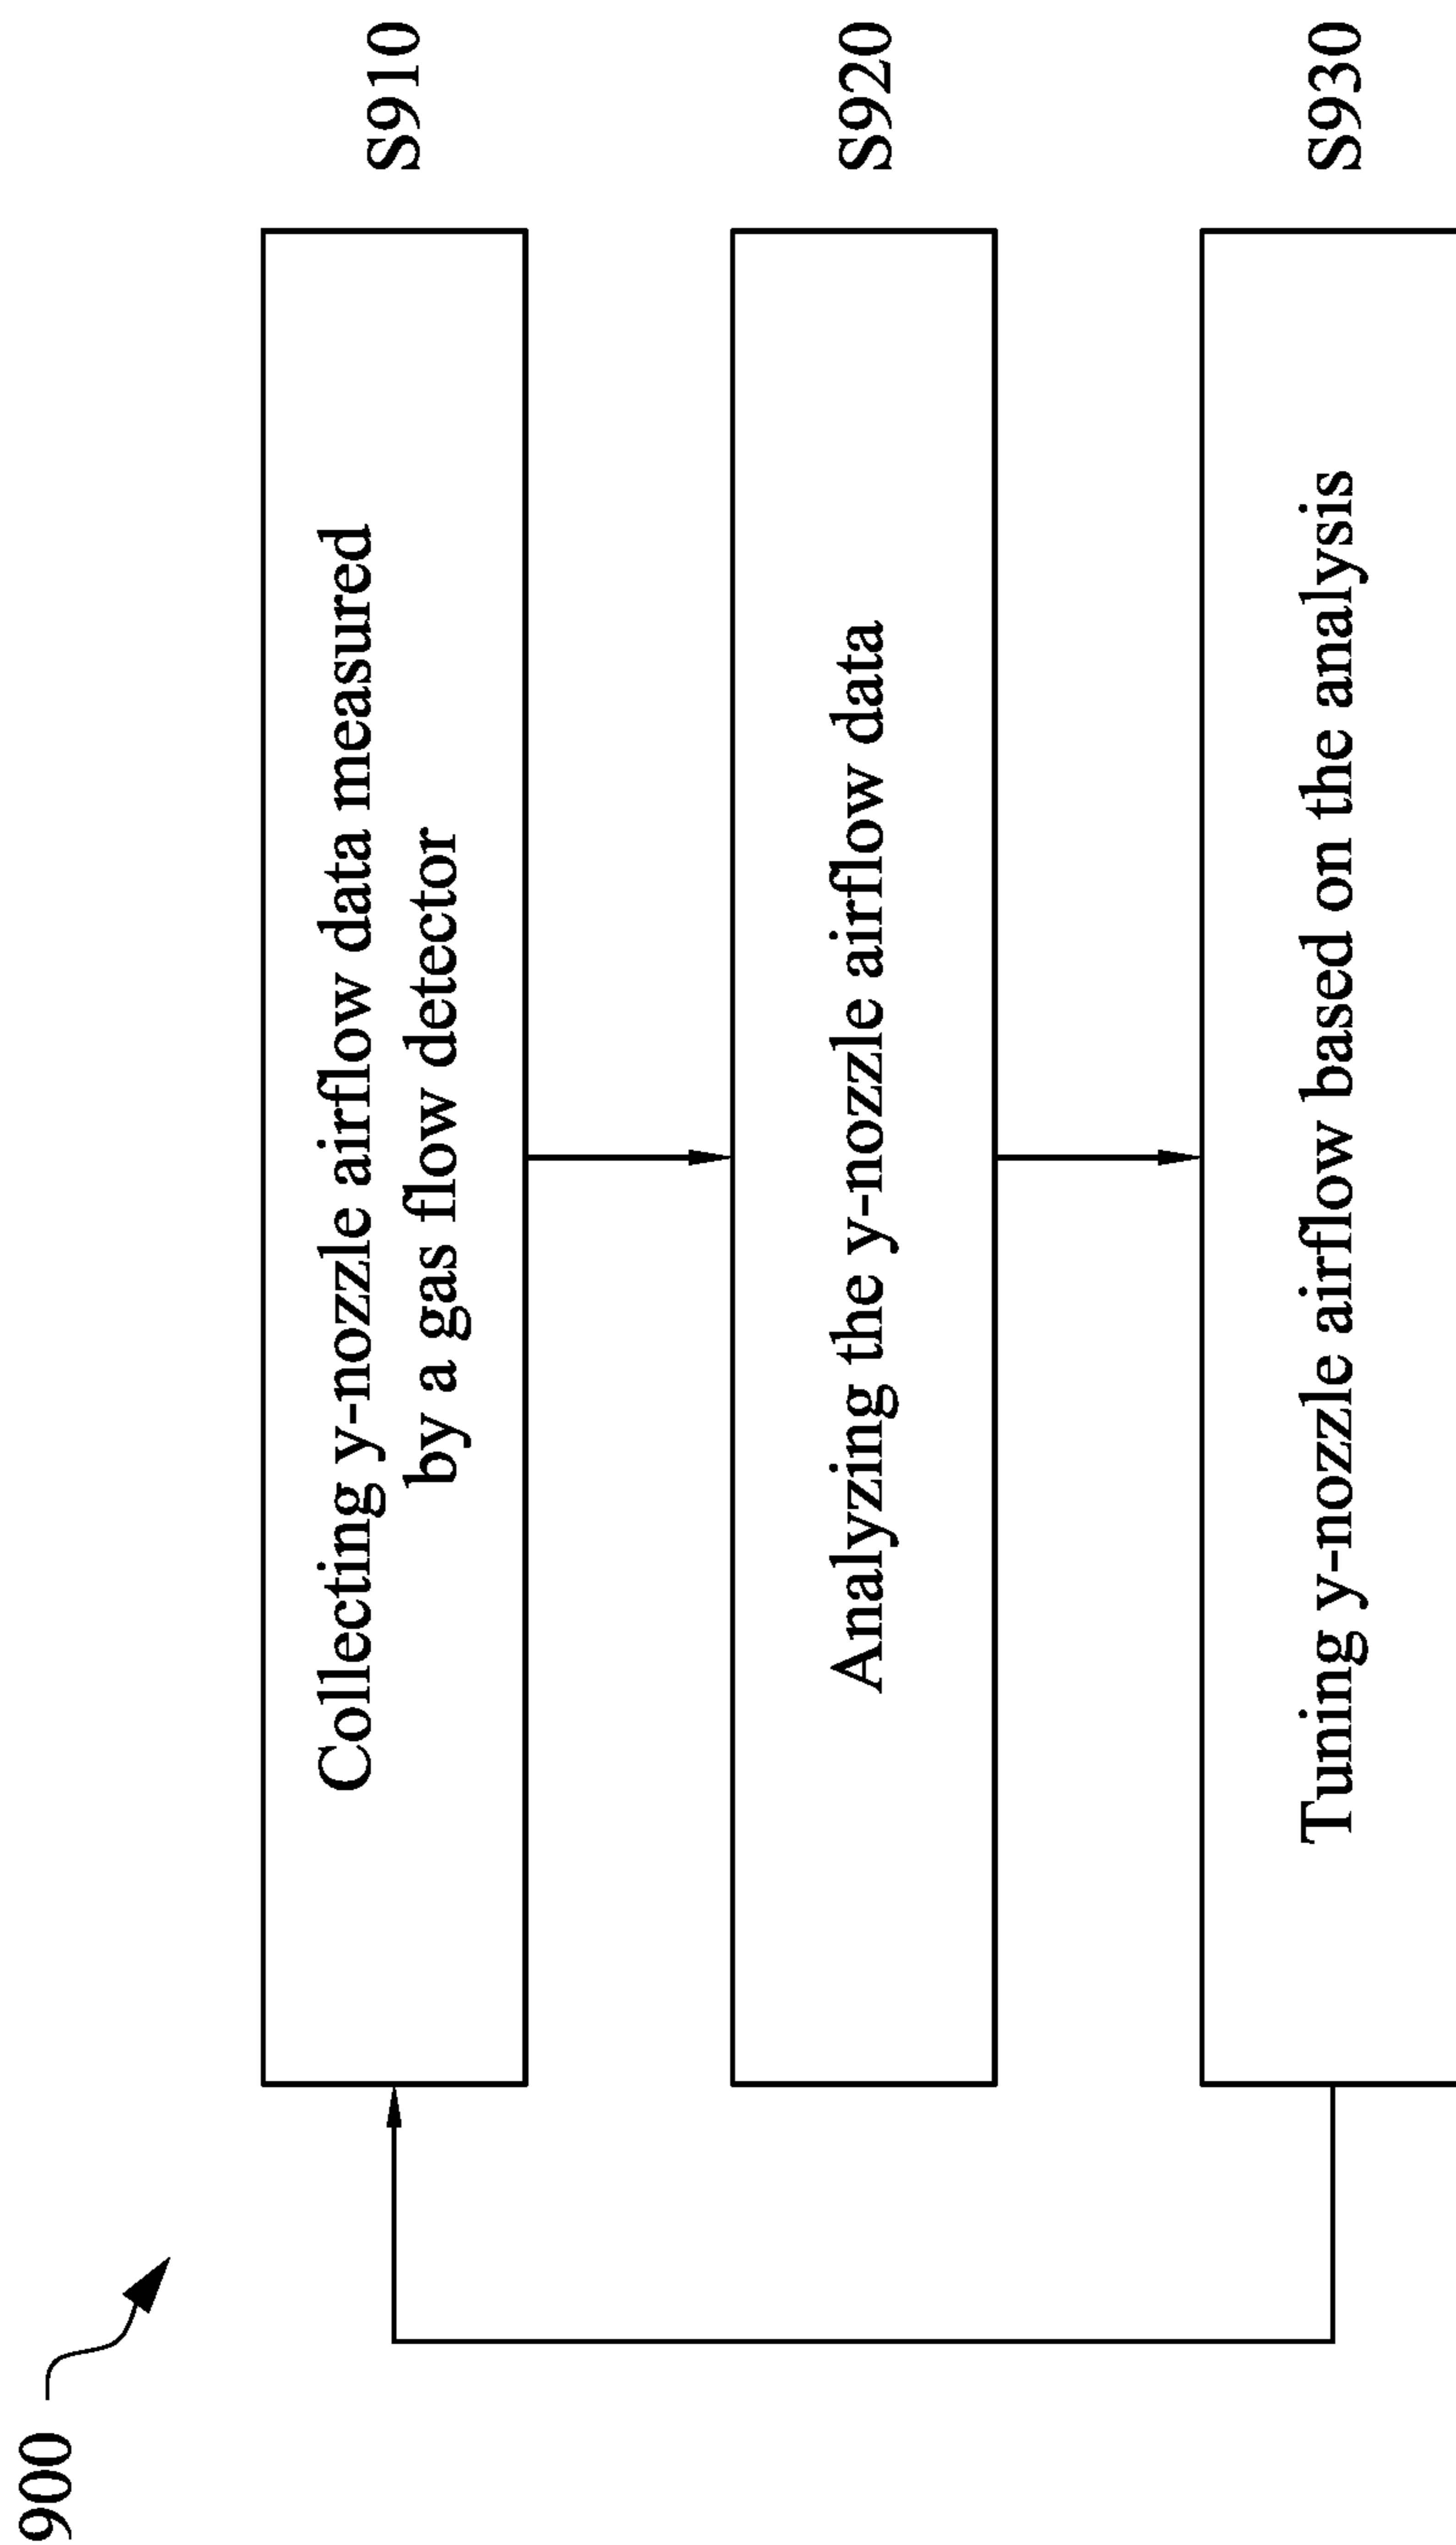 900
Collecting y-nozzle airflow data measured
by a gas flow detector
S910
Analyzing the y-nozzle airflow data
S920
Tuning y-nozzle airflow based on the analysis
S930